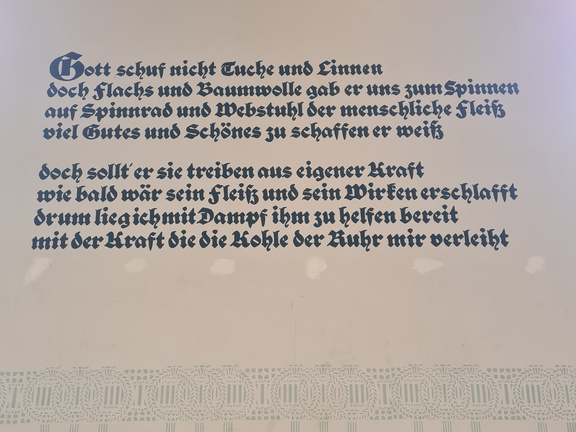 Gott schuf nicht Tuche und Linnen
doch Flachs und Baumwolle gab er uns zum Spinnen
auf Spinnrad und Webstuhl der menschliche Fleiß
viel Gutes und Schönes zu schaffen er weiß
doch sollt' er sie treiben aus eigener Kraft
wie bald wär sein Fleiß und sein Wirken erschlafft
drum lieg ich mit Dampf ihm zu helfen bereit
mit der Kraft die die Kohle der Ruhr mir verleiht